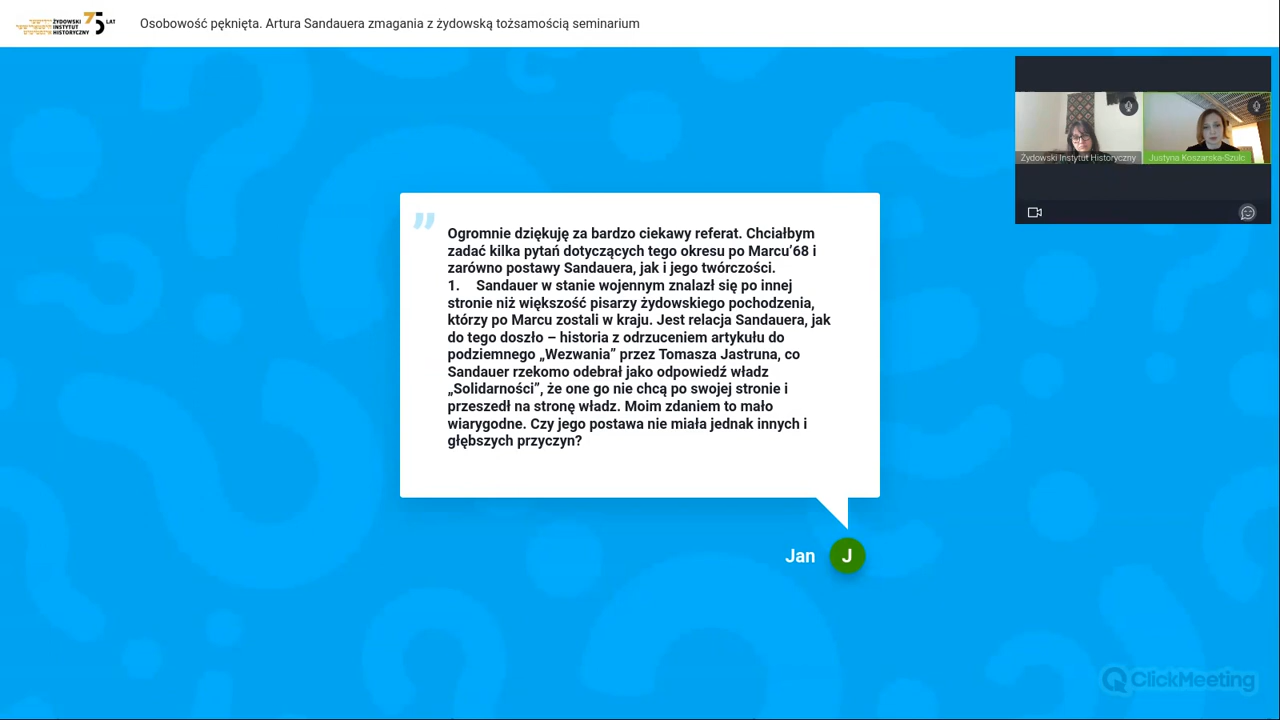 ŻYDOWSKI
INSTYTUT
HISTORYCZNY
75 LAT
Osobowość pęknięta. Artura Sandauera zmagania z żydowską tożsamością seminarium
Żydowski Instytut Historyczny
Justyna Koszarska-Szulc
”
Ogromnie dziękuję za bardzo ciekawy referat. Chciałbym
zadać kilka pytań dotyczących tego okresu po Marcu’68 i
zarówno postawy Sandauera, jak i jego twórczości.
1. Sandauer w stanie wojennym znalazł się po innej
stronie niż większość pisarzy żydowskiego pochodzenia,
którzy po Marcu zostali w kraju. Jest relacja Sandauera, jak
do tego doszło – historia z odrzuceniem artykułu do
podziemnego „Wezwania” przez Tomasza Jastruna, co
Sandauer rzekomo odebrał jako odpowiedź władz
„Solidarności”, że one go nie chcą po swojej stronie i
przeszedł na stronę władz. Moim zdaniem to mało
wiarygodne. Czy jego postawa nie miała jednak innych i
głębszych przyczyn?
Jan
J
ClickMeeting